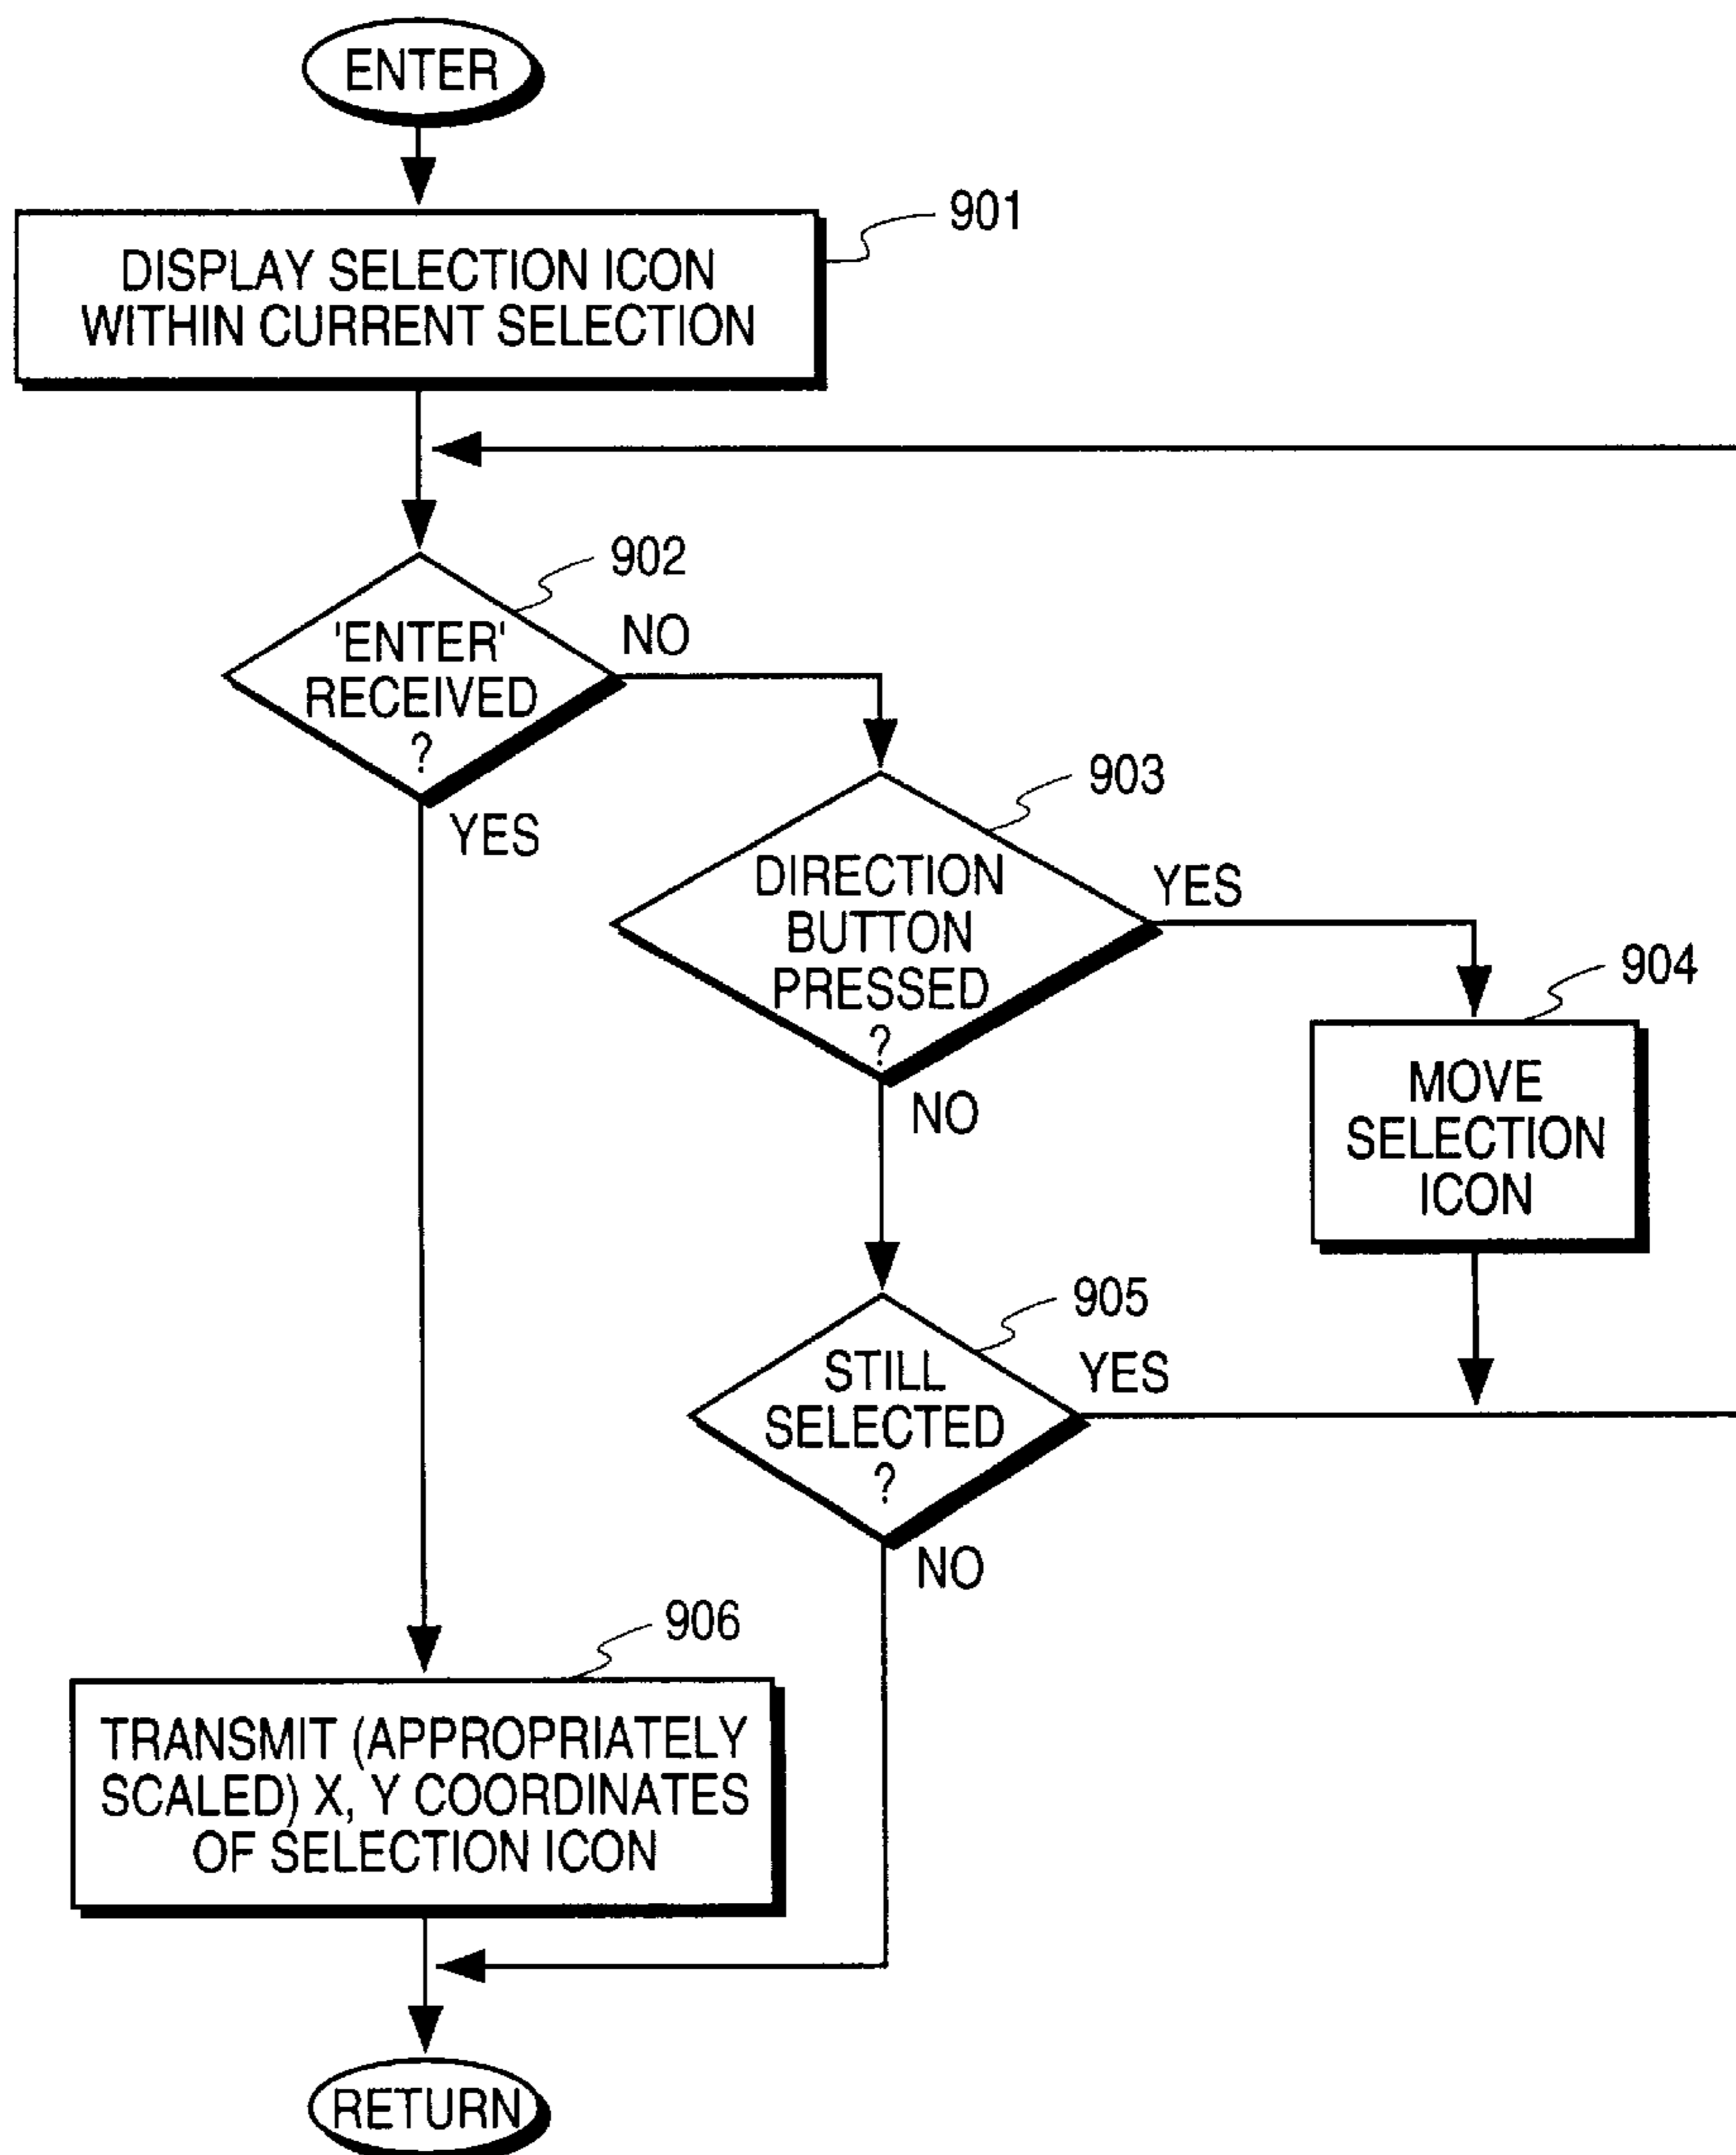 ENTER
901
DISPLAY SELECTION ICON
WITHIN CURRENT SELECTION
902
'ENTER'
RECEIVED
?
NO
YES
903
DIRECTION
BUTTON
PRESSED
?
YES
NO
904
MOVE
SELECTION
ICON
905
STILL
SELECTED
?
YES
NO
906
TRANSMIT (APPROPRIATELY
SCALED) X, Y COORDINATES
OF SELECTION ICON
RETURN